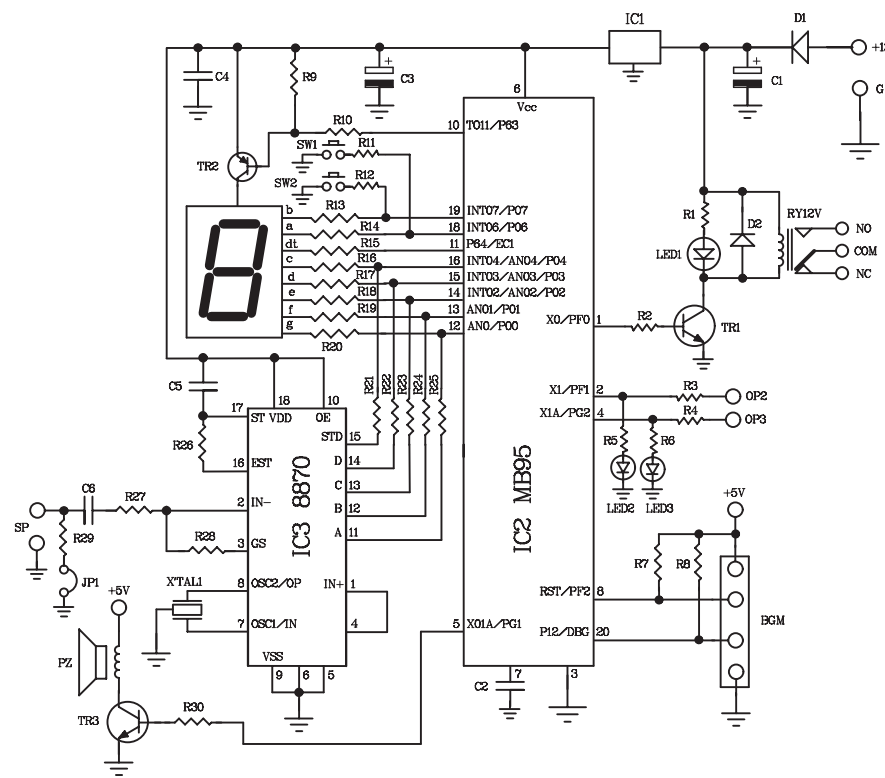 IC1
D1
C4
R9
C3
C1
+12
G
6
Vcc
R10
10
TO11/P63
SW1
R11
TR2
SW2
R12
R13
b
19
INT07/P07
R14
a
18
INT06/P06
R15
dt
11
P64/EC1
R16
c
16
INT04/AN04/P04
R17
d
15
INT03/AN03/P03
R18
e
14
INT02/AN02/P02
R19
f
13
AN01/P01
g
12
AN0/P00
R20
R1
D2
RY12V
NO
LED1
COM
NC
X0/PF0
1
R2
TR1
R21
R22
R23
R24
R25
C5
18
10
17
ST
VDD
OE
R26
STD
15
16
EST
D
14
C
13
B
12
A
11
IC3 8870
IC2 MB95
X1/PF1
2
R3
OP2
X1A/PG2
4
R4
OP3
R5
R6
LED2
LED3
C6
R27
2
IN-
SP
R29
R28
3
GS
JP1
X'TAL1
8
OSC2/OP
IN+
1
7
OSC1/IN
4
VSS
9
6
5
+5V
PZ
TR3
R30
5
X01A/PG1
+5V
R7
R8
RST/PF2
8
BGM
P12/DBG
20
C2
7
3